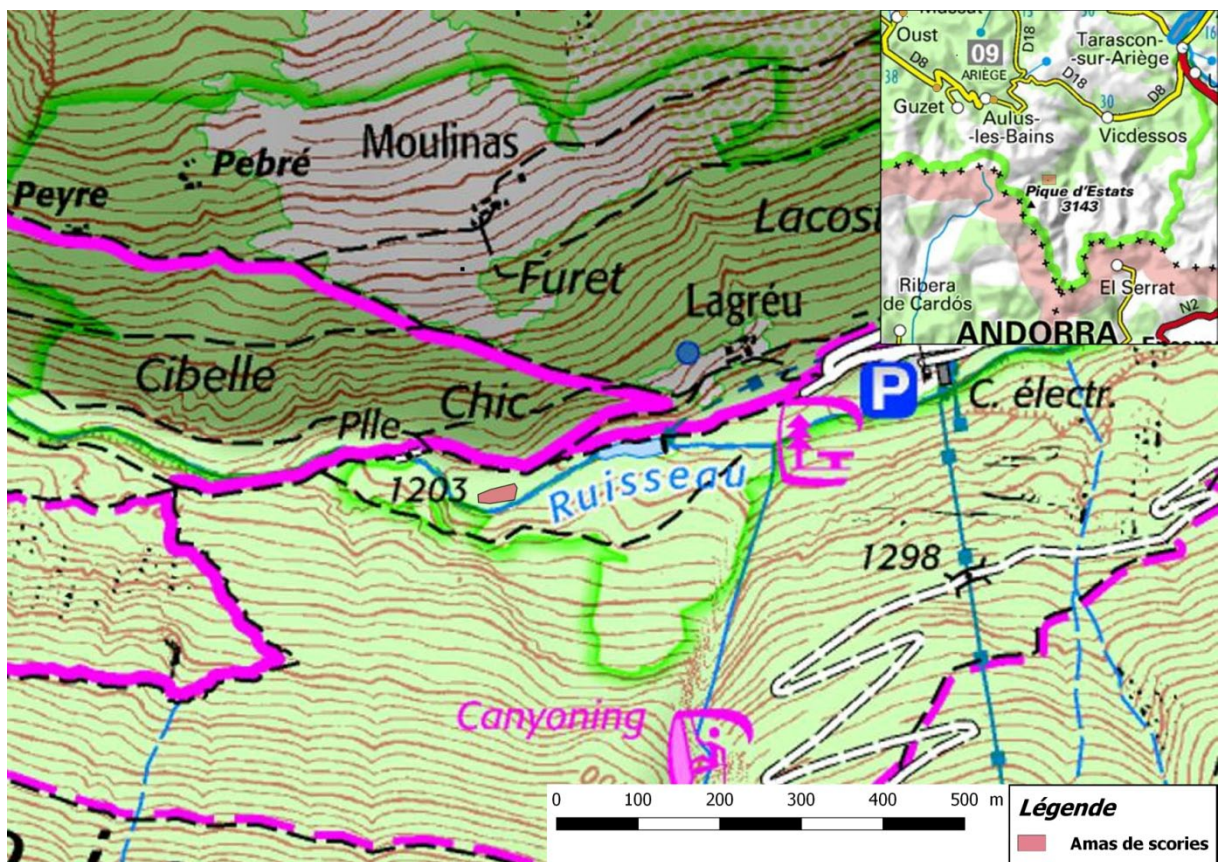 Moulinas
Pebré
Peyre
Furet
Lacost
Lagréu
Cibelle
Chic
Plle
P
C. électr.
1203
Ruisseau
1298
Canyoning
Massat
Oust
09
ARIÈGE
D18
Tarascon-
-sur-Ariège
16
D8
38
Guzet
D18
30
D8
Aulus-
-les-Bains
Vicdessos
Pique d'Estats
3143
Ribera
de Cardós
El Serrat
N2
ANDORRA
0 100 200 300 400 500 m
Légende
Amas de scories